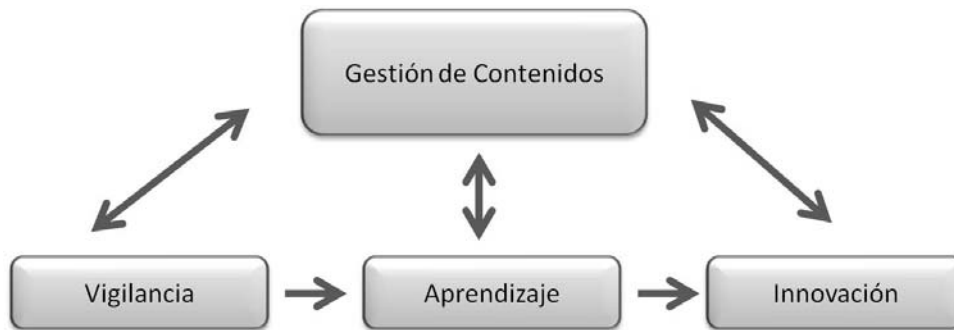 Gestión de Contenidos
Vigilancia
Aprendizaje
Innovación